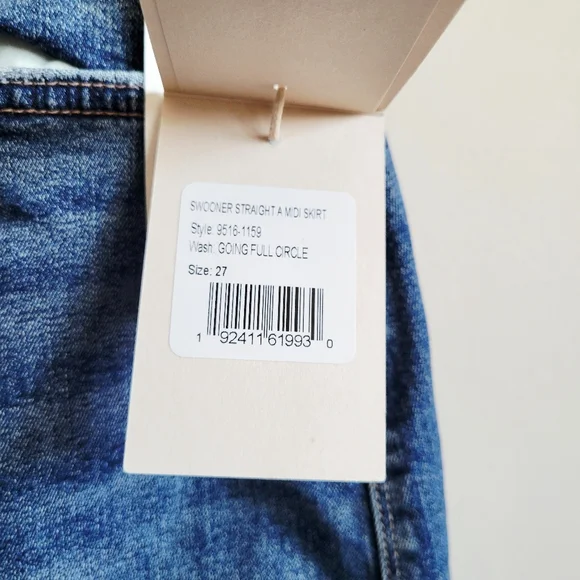 SWOONER STRAIGHT A MIDI SKIRT
Style: 9516-1159
Wash: GOING FULL CIRCLE
Size: 27
1 92411 61993 0